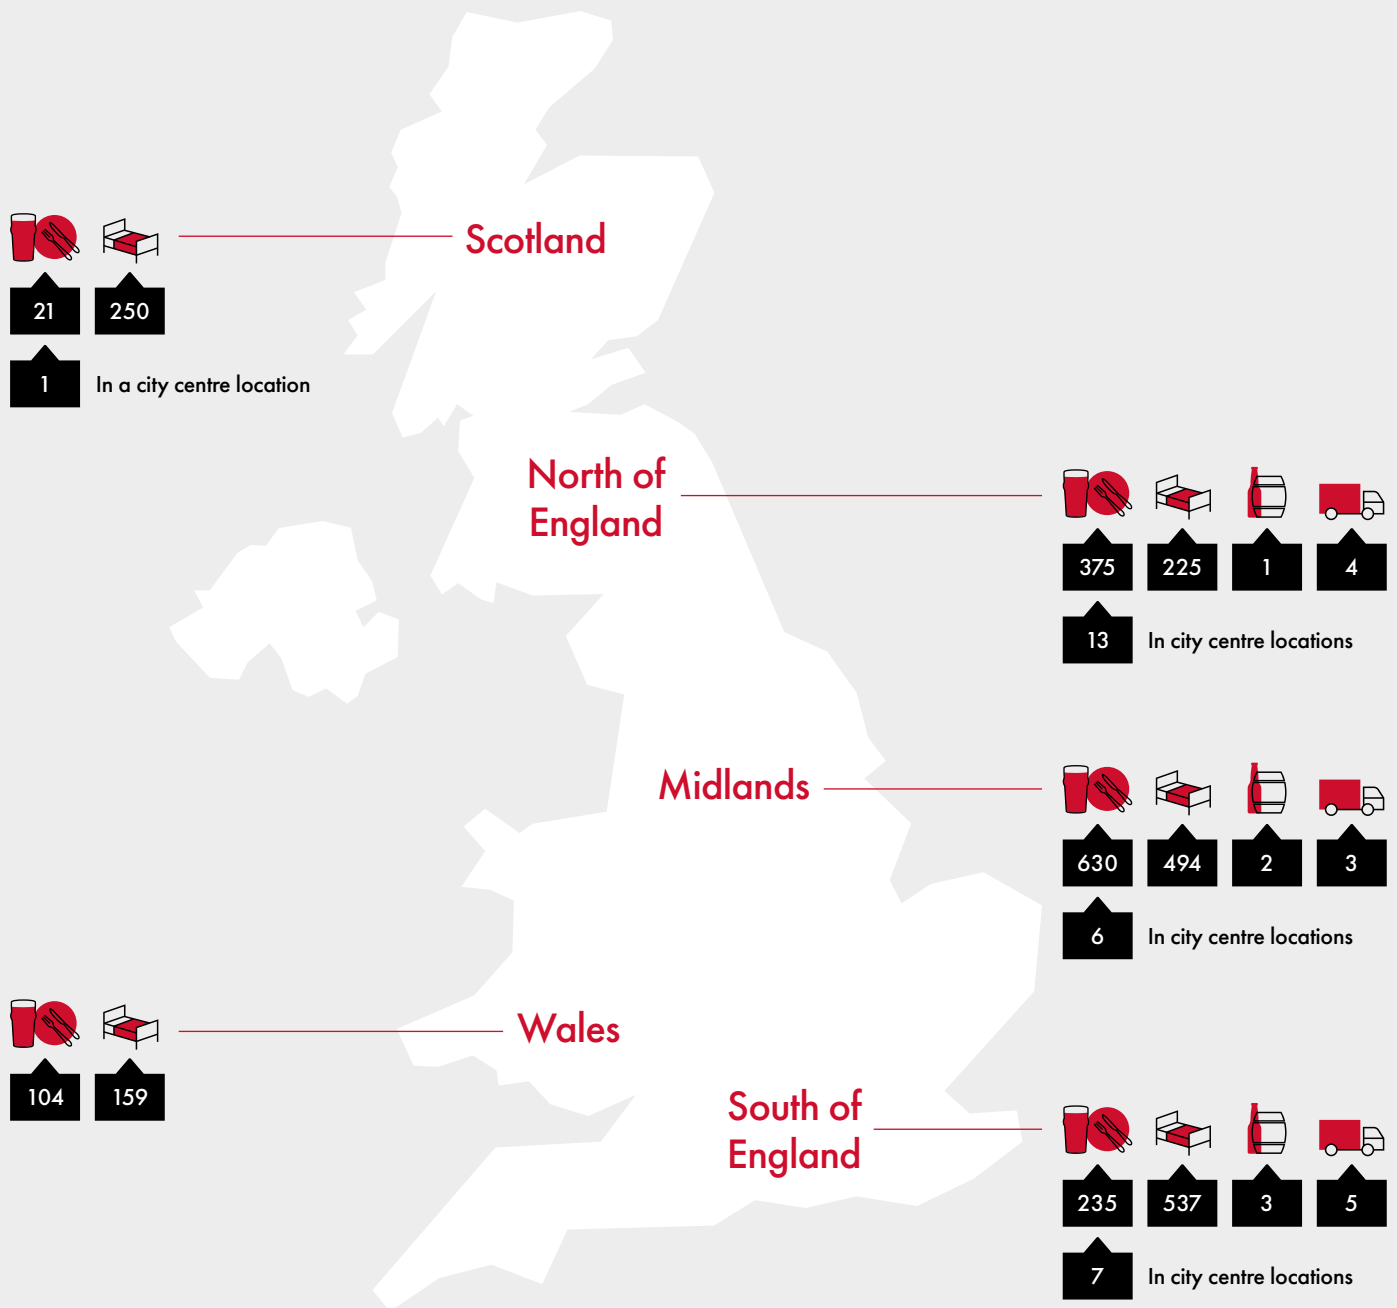 Scotland
21 250
1 In a city centre location
North of
England
375 225 1 4
13 In city centre locations
Midlands
630 494 2 3
6 In city centre locations
Wales
104 159
South of
England
235 537 3 5
7 In city centre locations